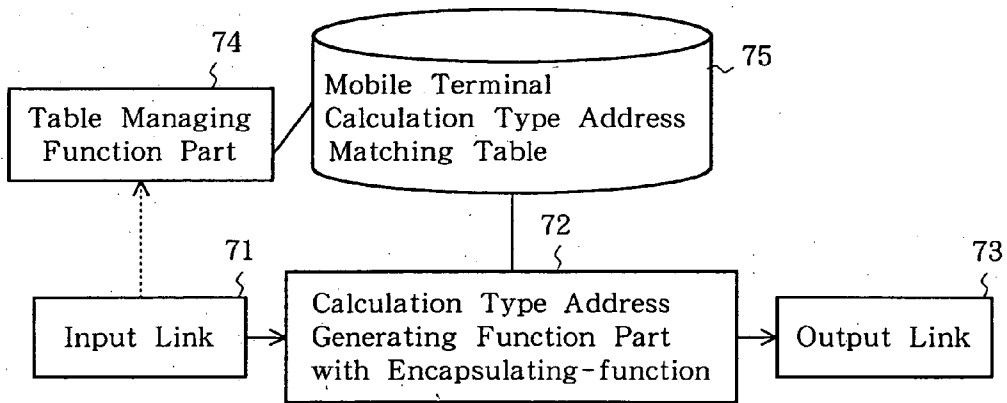 74
Table Managing
Function Part
75
Mobile Terminal
Calculation Type Address
Matching Table
71
Input Link
72
Calculation Type Address
Generating Function Part
with Encapsulating-function
73
Output Link